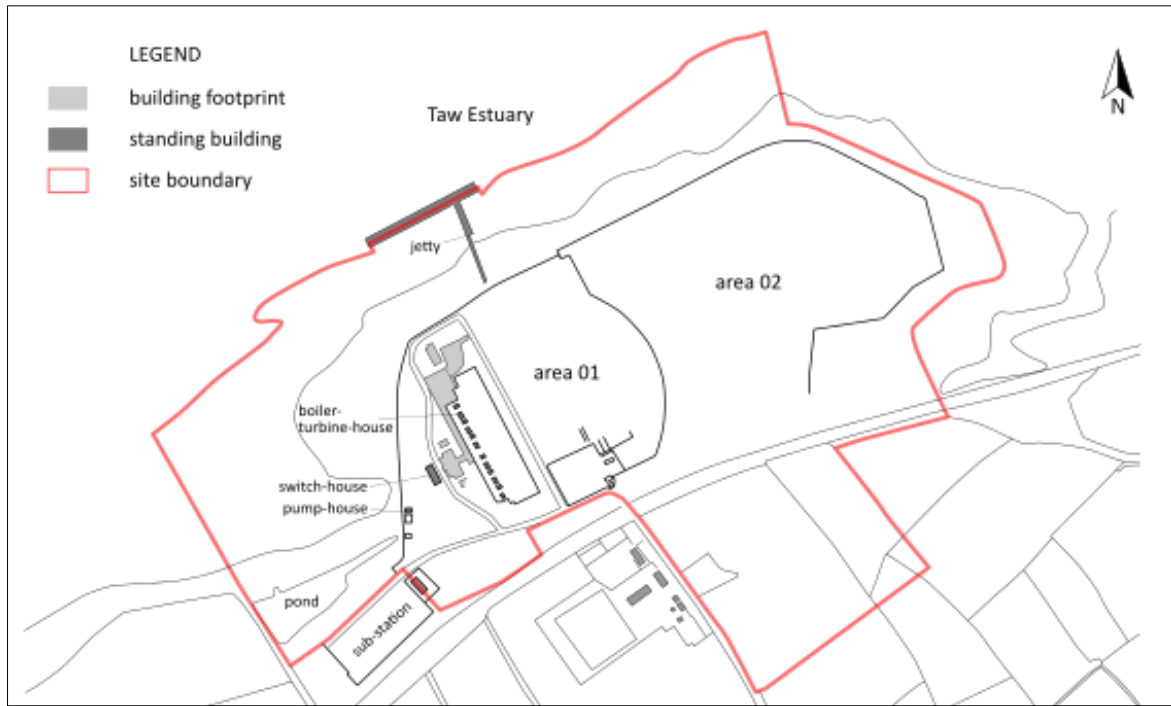 LEGEND
building footprint
standing building
site boundary
Taw Estuary
N
jetty
area 02
area 01
boiler-
turbine-house
switch-house
pump-house
pond
sub-station